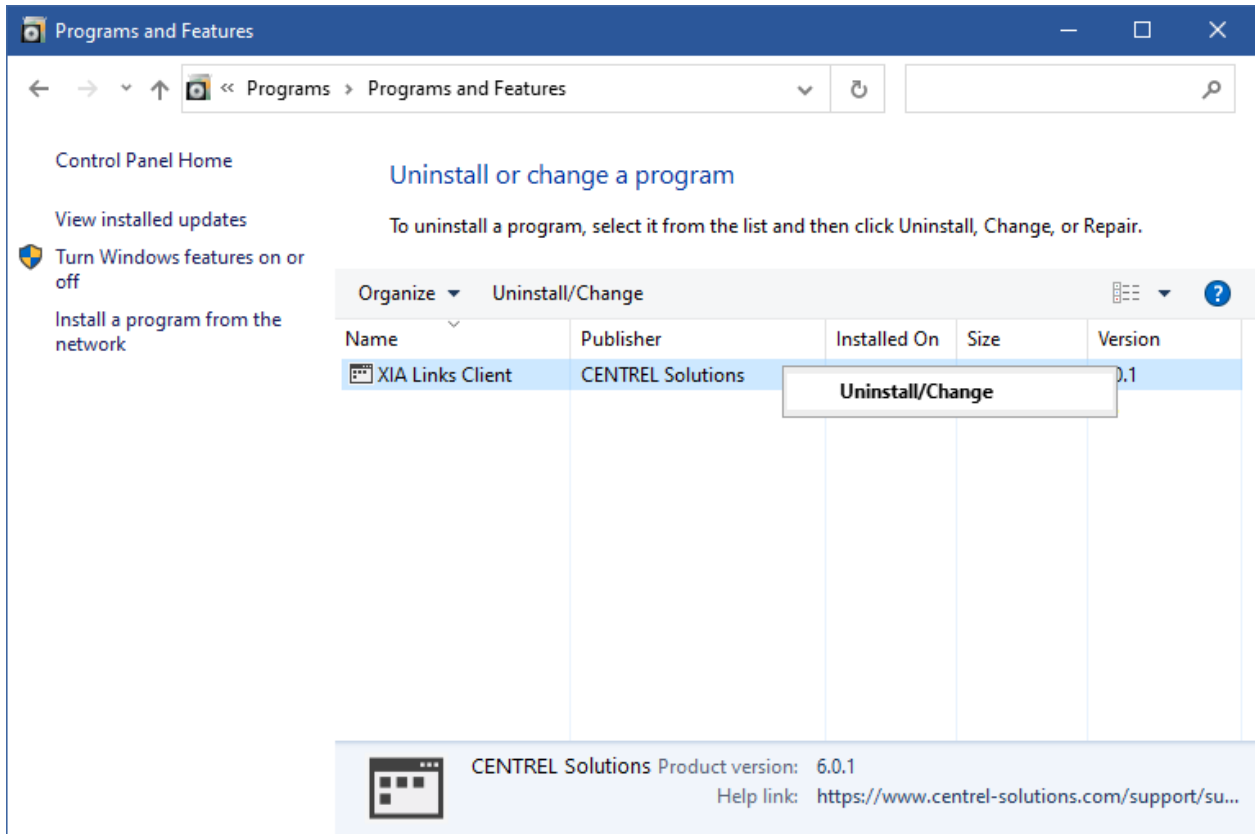 Programs and Features
« Programs > Programs and Features
Control Panel Home
View installed updates
Turn Windows features on or
off
Install a program from the
network
Uninstall or change a program
To uninstall a program, select it from the list and then click Uninstall, Change, or Repair.
Organize Uninstall/Change
Name Publisher Installed On Size Version
XIA Links Client CENTREL Solutions 0.1
Uninstall/Change
CENTREL Solutions Product version: 6.0.1
Help link: https://www.centrel-solutions.com/support/su...